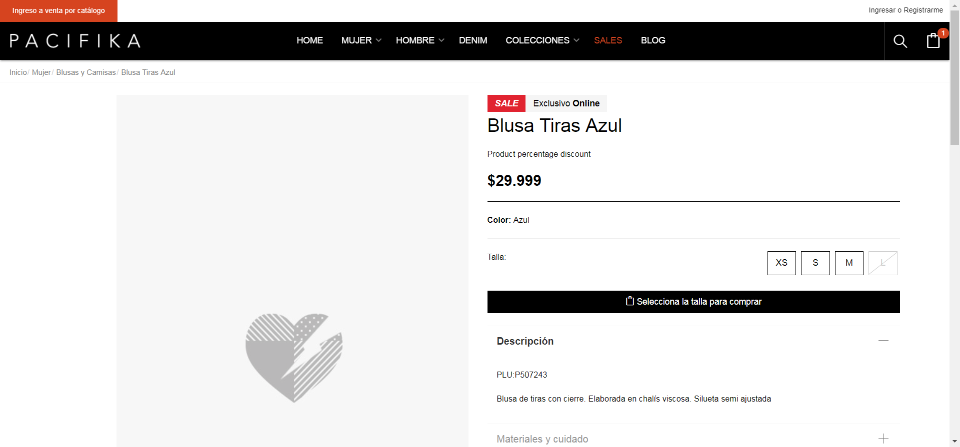 Ingreso a venta por catálogo
Ingresar o Registrarme
PACIFIKA
HOME MUJER HOMBRE DENIM COLECCIONES SALES BLOG
1
Inicio/ Mujer/ Blusas y Camisas/ Blusa Tiras Azul
SALE Exclusivo Online
Blusa Tiras Azul
Product percentage discount
$29.999
Color: Azul
Talla:
XS S M L
Selecciona la talla para comprar
Descripción
PLU:P507243
Blusa de tiras con cierre. Elaborada en chalís viscosa. Silueta semi ajustada
Materiales y cuidado